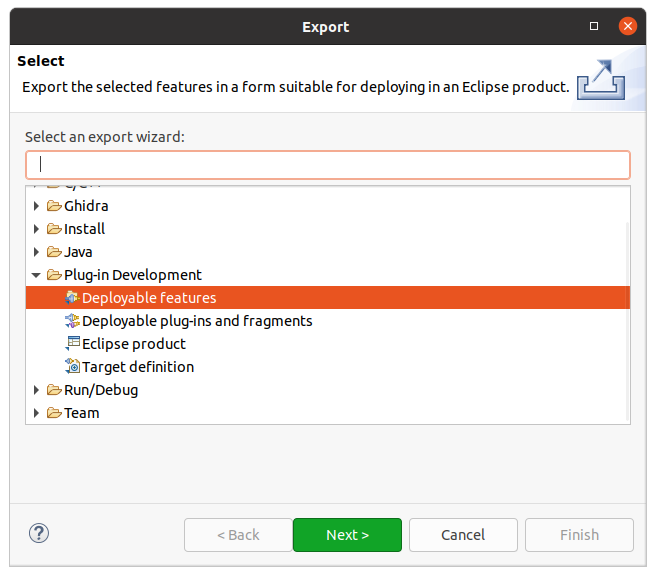 Export
Select
Export the selected features in a form suitable for deploying in an Eclipse product.
Select an export wizard:
Ghidra
Install
Java
Plug-in Development
Deployable features
Deployable plug-ins and fragments
Eclipse product
Target definition
Run/Debug
Team
< Back Next > Cancel Finish